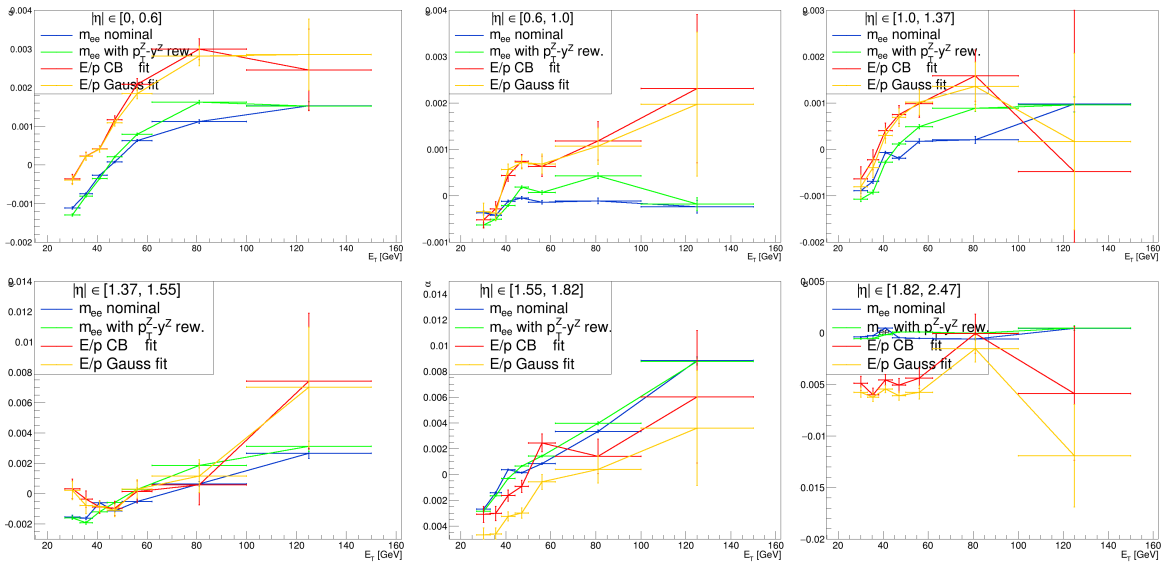 |η| ∈ [0, 0.6]
m_ee nominal
m_ee with p_T^Z-y^Z rew.
E/p CB fit
E/p Gauss fit
0.004
0.003
0.002
0.001
0
−0.001
−0.002
20 40 60 80 100 120 140 160
E_T [GeV]
|η| ∈ [0.6, 1.0]
m_ee nominal
m_ee with p_T^Z-y^Z rew.
E/p CB fit
E/p Gauss fit
0.004
0.003
0.002
0.001
0
−0.001
20 40 60 80 100 120 140 160
E_T [GeV]
|η| ∈ [1.0, 1.37]
m_ee nominal
m_ee with p_T^Z-y^Z rew.
E/p CB fit
E/p Gauss fit
0.003
0.002
0.001
0
−0.001
−0.002
20 40 60 80 100 120 140 160
E_T [GeV]
|η| ∈ [1.37, 1.55]
m_ee nominal
m_ee with p_T^Z-y^Z rew.
E/p CB fit
E/p Gauss fit
0.014
0.012
0.01
0.008
0.006
0.004
0.002
0
−0.002
20 40 60 80 100 120 140 160
E_T [GeV]
α
|η| ∈ [1.55, 1.82]
m_ee nominal
m_ee with p_T^Z-y^Z rew.
E/p CB fit
E/p Gauss fit
0.014
0.012
0.01
0.008
0.006
0.004
0.002
0
0.002
0.004
20 40 60 80 100 120 140 160
E_T [GeV]
|η| ∈ [1.82, 2.47]
m_ee nominal
m_ee with p_T^Z-y^Z rew.
E/p CB fit
E/p Gauss fit
0.005
0
0.005
−0.01
0.015
−0.02
20 40 60 80 100 120 140 160
E_T [GeV]